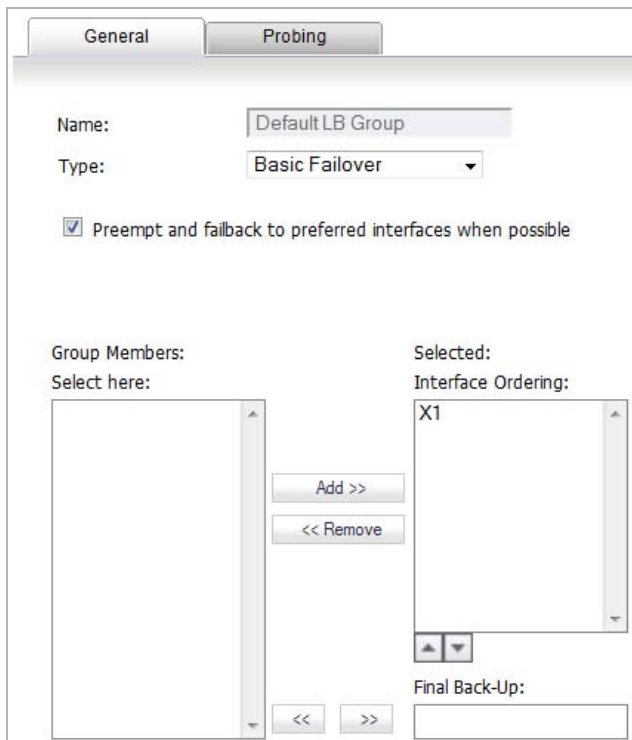 General
Probing
Name: Default LB Group
Type: Basic Failover
Preempt and failback to preferred interfaces when possible
Group Members:
Select here:
Selected:
Interface Ordering:
X1
Add >>
<< Remove
Final Back-Up:
<< >>